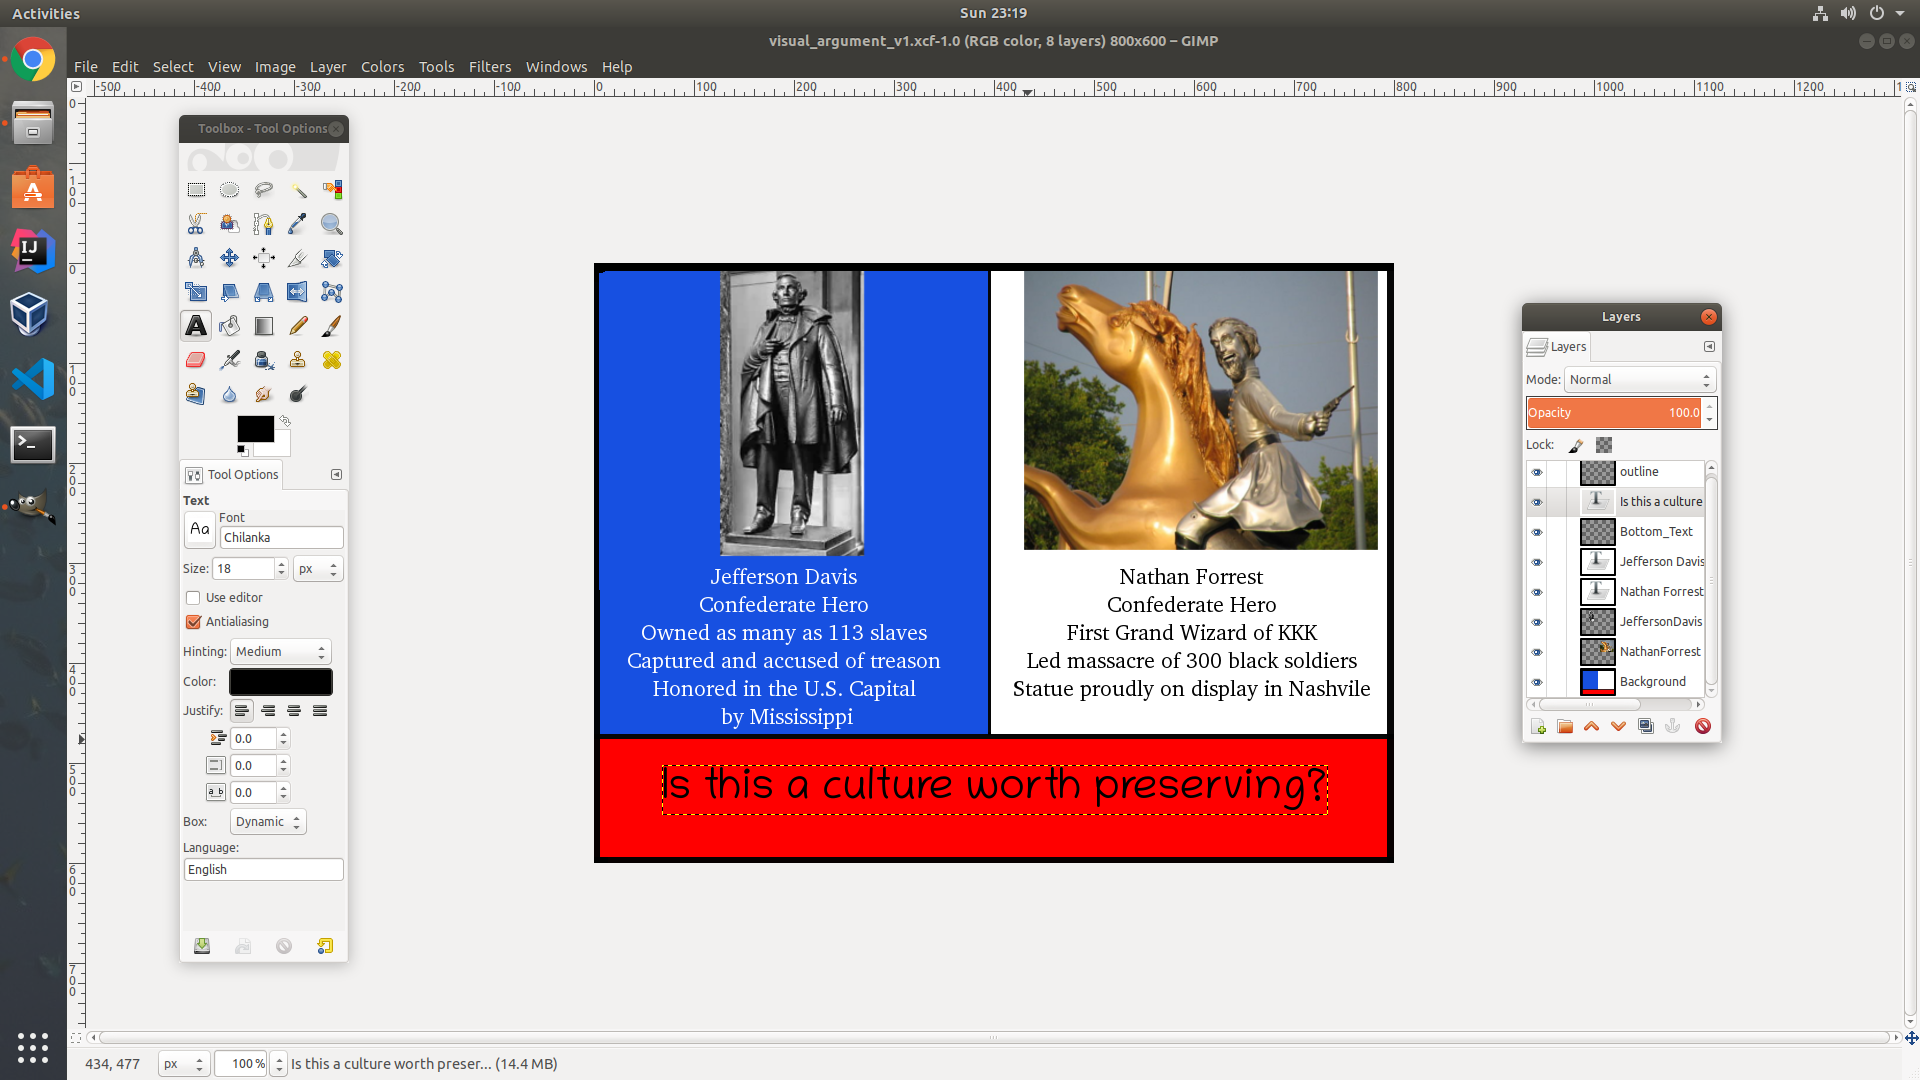 Activities
Sun 23:19
visual_argument_v1.xcf-1.0 (RGB color, 8 layers) 800x600 – GIMP
File Edit Select View Image Layer Colors Tools Filters Windows Help
-500 -400 -300 -200 -100 0 100 200 300 400 500 600 700 800 900 1000 1100 1200
Toolbox - Tool Options
Tool Options
Text
Font
Aa
Chilanka
Size: 18 px
Use editor
Antialiasing
Hinting: Medium
Color:
Justify:
0.0
0.0
0.0
Box: Dynamic
Language:
English
Jefferson Davis
Confederate Hero
Owned as many as 113 slaves
Captured and accused of treason
Honored in the U.S. Capital
by Mississippi
Nathan Forrest
Confederate Hero
First Grand Wizard of KKK
Led massacre of 300 black soldiers
Statue proudly on display in Nashvile
Is this a culture worth preserving?
Layers
Layers
Mode: Normal
Opacity 100.0
Lock:
outline
Is this a culture
Bottom_Text
Jefferson Davis
Nathan Forrest
JeffersonDavis
NathanForrest
Background
434, 477 px 100 % Is this a culture worth preser... (14.4 MB)